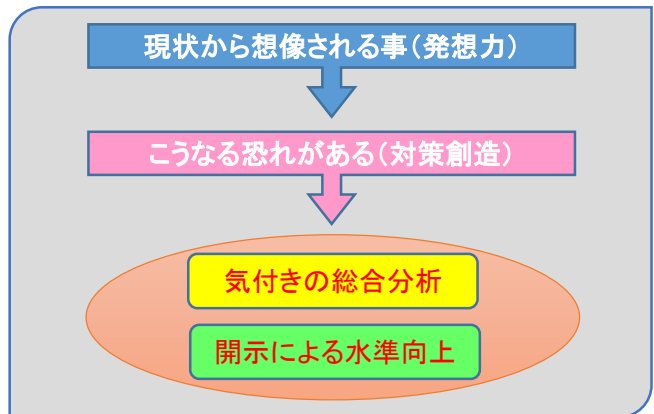 現状から想像される事（発想力）
こうなる恐れがある（対策創造）
気付きの総合分析
開示による水準向上